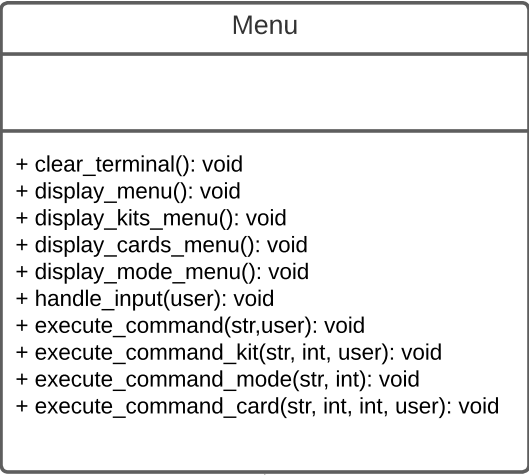 Menu
+ clear_terminal(): void
+ display_menu(): void
+ display_kits_menu(): void
+ display_cards_menu(): void
+ display_mode_menu(): void
+ handle_input(user): void
+ execute_command(str,user): void
+ execute_command_kit(str, int, user): void
+ execute_command_mode(str, int): void
+ execute_command_card(str, int, int, user): void